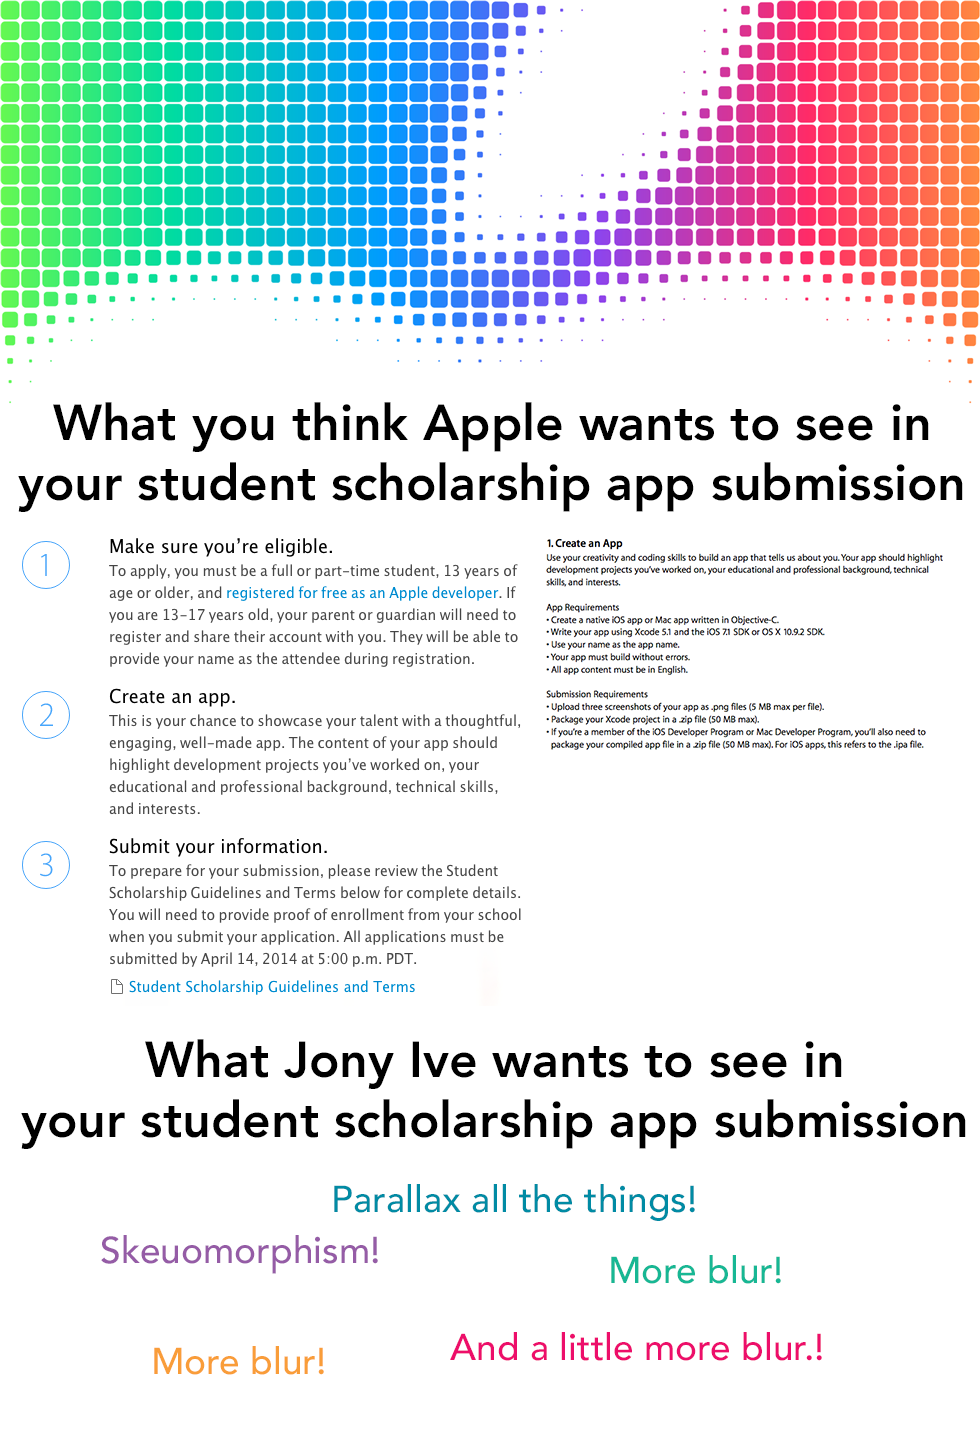 What you think Apple wants to see in
your student scholarship app submission
1
Make sure you’re eligible.
To apply, you must be a full or part-time student, 13 years of
age or older, and registered for free as an Apple developer. If
you are 13-17 years old, your parent or guardian will need to
register and share their account with you. They will be able to
provide your name as the attendee during registration.
2
Create an app.
This is your chance to showcase your talent with a thoughtful,
engaging, well-made app. The content of your app should
highlight development projects you’ve worked on, your
educational and professional background, technical skills,
and interests.
3
Submit your information.
To prepare for your submission, please review the Student
Scholarship Guidelines and Terms below for complete details.
You will need to provide proof of enrollment from your school
when you submit your application. All applications must be
submitted by April 14, 2014 at 5:00 p.m. PDT.
Student Scholarship Guidelines and Terms
1. Create an App
Use your creativity and coding skills to build an app that tells us about you. Your app should highlight
development projects you’ve worked on, your educational and professional background, technical
skills, and interests.
App Requirements
• Create a native iOS app or Mac app written in Objective-C.
• Write your app using Xcode 5.1 and the iOS 7.1 SDK or OS X 10.9.2 SDK.
• Use your name as the app name.
• Your app must build without errors.
• All app content must be in English.
Submission Requirements
• Upload three screenshots of your app as .png files (5 MB max per file).
• Package your Xcode project in a .zip file (50 MB max).
• If you’re a member of the iOS Developer Program or Mac Developer Program, you’ll also need to
package your compiled app file in a .zip file (50 MB max). For iOS apps, this refers to the .ipa file.
What Jony Ive wants to see in
your student scholarship app submission
Parallax all the things!
Skeuomorphism!
More blur!
And a little more blur.!
More blur!